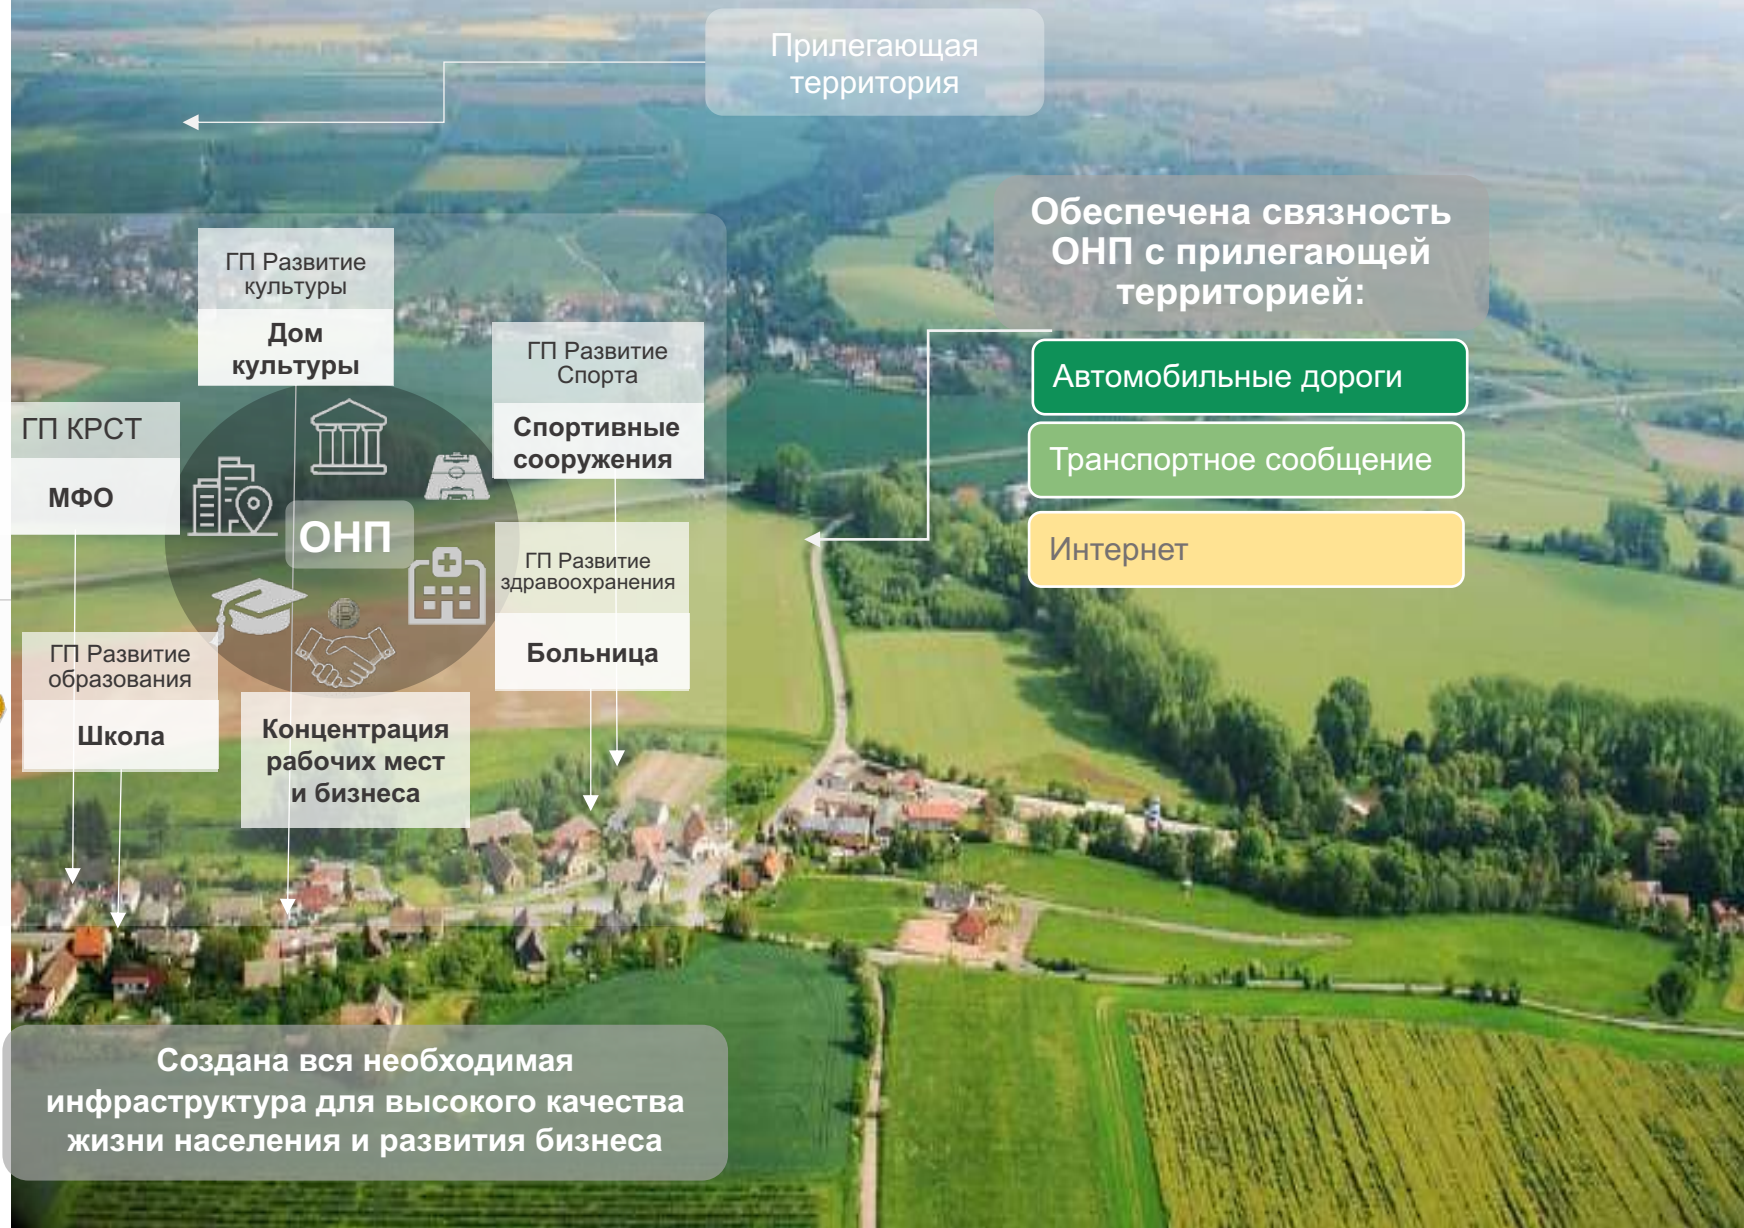 Прилегающая
территория
Обеспечена связность
ОНП с прилегающей
территорией:
Автомобильные дороги
Транспортное сообщение
Интернет
ГП Развитие
культуры
Дом
культуры
ГП Развитие
Спорта
Спортивные
сооружения
ГП КРСТ
МФО
ОНП
ГП Развитие
здравоохранения
Больница
ГП Развитие
образования
Школа
Концентрация
рабочих мест
и бизнеса
Создана вся необходимая
инфраструктура для высокого качества
жизни населения и развития бизнеса